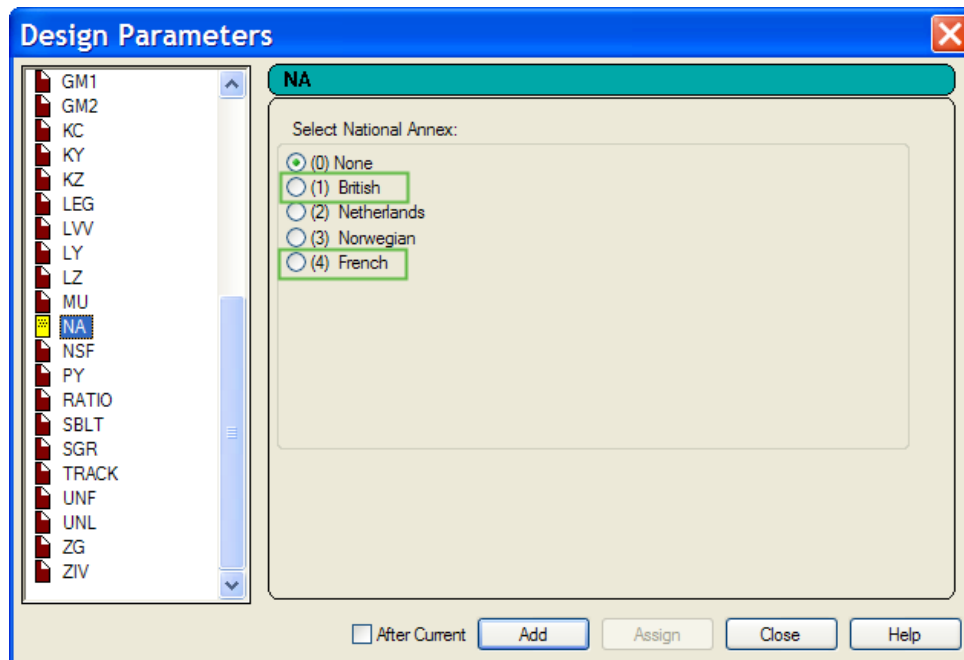 Design Parameters
GM1
GM2
KC
KY
KZ
LEG
LVV
LY
LZ
MU
NA
NSF
PY
RATIO
SBLT
SGR
TRACK
UNF
UNL
ZG
ZIV
NA
Select National Annex:
(0) None
(1) British
(2) Netherlands
(3) Norwegian
(4) French
After Current Add Assign Close Help